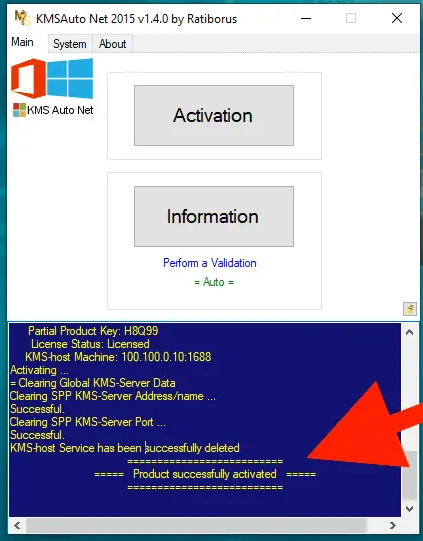 KMSAuto Net 2015 v1.4.0 by Ratiborus
Main System About
KMS Auto Net
Activation
Information
Perform a Validation
= Auto =
Partial Product Key: H8Q99
License Status: Licensed
KMS-host Machine: 100.100.0.10:1688
Activating ...
= Clearing Global KMS-Server Data
Clearing SPP KMS-Server Address/name ...
Successful.
Clearing SPP KMS-Server Port ...
Successful.
KMS-host Service has been successfully deleted
==========================
===== Product successfully activated =====
==========================